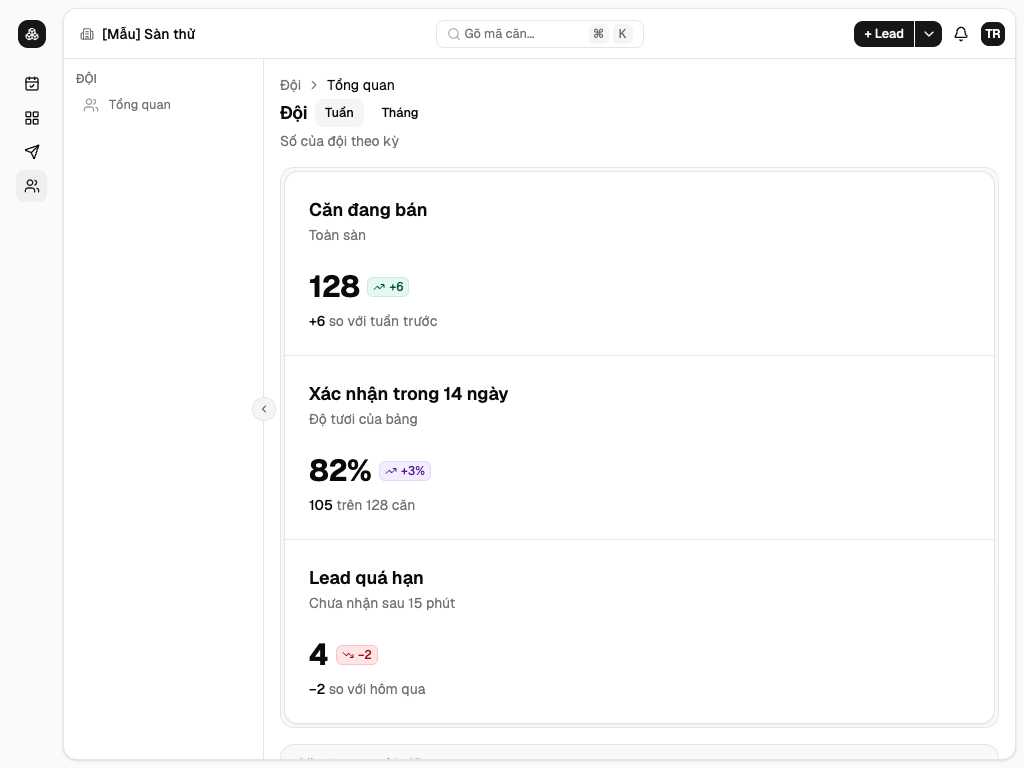 [Mẫu] Sàn thử
Gõ mã căn... ⌘ K
+ Lead
TR
ĐỘI
Tổng quan
Đội > Tổng quan
Đội Tuần Tháng
Số của đội theo kỳ
Căn đang bán
Toàn sàn
128 +6
+6 so với tuần trước
Xác nhận trong 14 ngày
Độ tươi của bảng
82% +3%
105 trên 128 căn
Lead quá hạn
Chưa nhận sau 15 phút
4 −2
−2 so với hôm qua